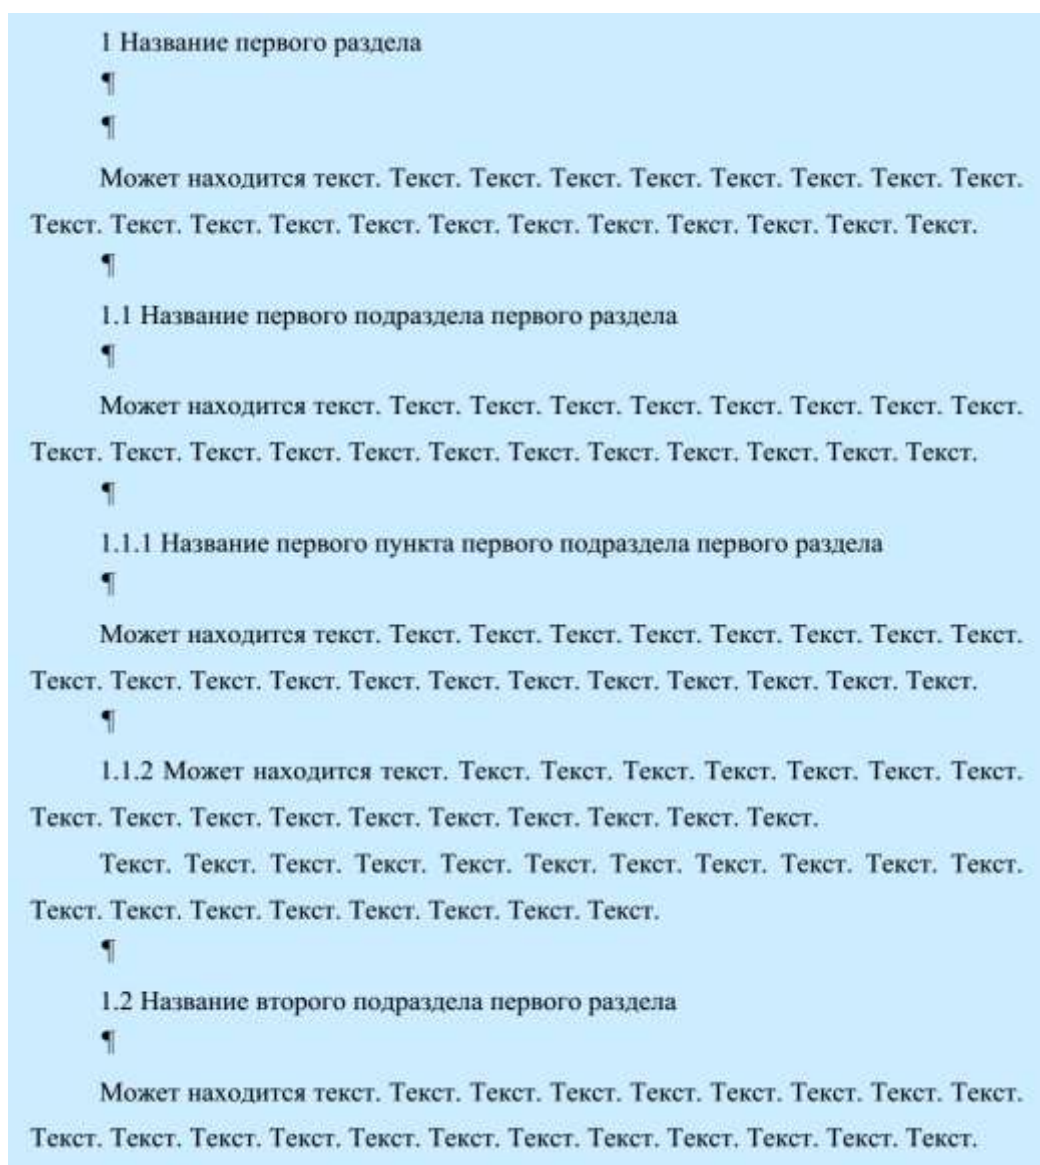 1 Название первого раздела
¶
¶
Может находится текст. Текст. Текст. Текст. Текст. Текст. Текст. Текст. Текст.
Текст. Текст. Текст. Текст. Текст. Текст. Текст. Текст. Текст. Текст. Текст. Текст.
¶
1.1 Название первого подраздела первого раздела
¶
Может находится текст. Текст. Текст. Текст. Текст. Текст. Текст. Текст. Текст.
Текст. Текст. Текст. Текст. Текст. Текст. Текст. Текст. Текст. Текст. Текст. Текст.
¶
1.1.1 Название первого пункта первого подраздела первого раздела
¶
Может находится текст. Текст. Текст. Текст. Текст. Текст. Текст. Текст. Текст.
Текст. Текст. Текст. Текст. Текст. Текст. Текст. Текст. Текст. Текст. Текст. Текст.
¶
1.1.2 Может находится текст. Текст. Текст. Текст. Текст. Текст. Текст. Текст.
Текст. Текст. Текст. Текст. Текст. Текст. Текст. Текст. Текст. Текст.
Текст. Текст. Текст. Текст. Текст. Текст. Текст. Текст. Текст. Текст. Текст.
Текст. Текст. Текст. Текст. Текст. Текст. Текст. Текст.
¶
1.2 Название второго подраздела первого раздела
¶
Может находится текст. Текст. Текст. Текст. Текст. Текст. Текст. Текст. Текст.
Текст. Текст. Текст. Текст. Текст. Текст. Текст. Текст. Текст. Текст. Текст. Текст.